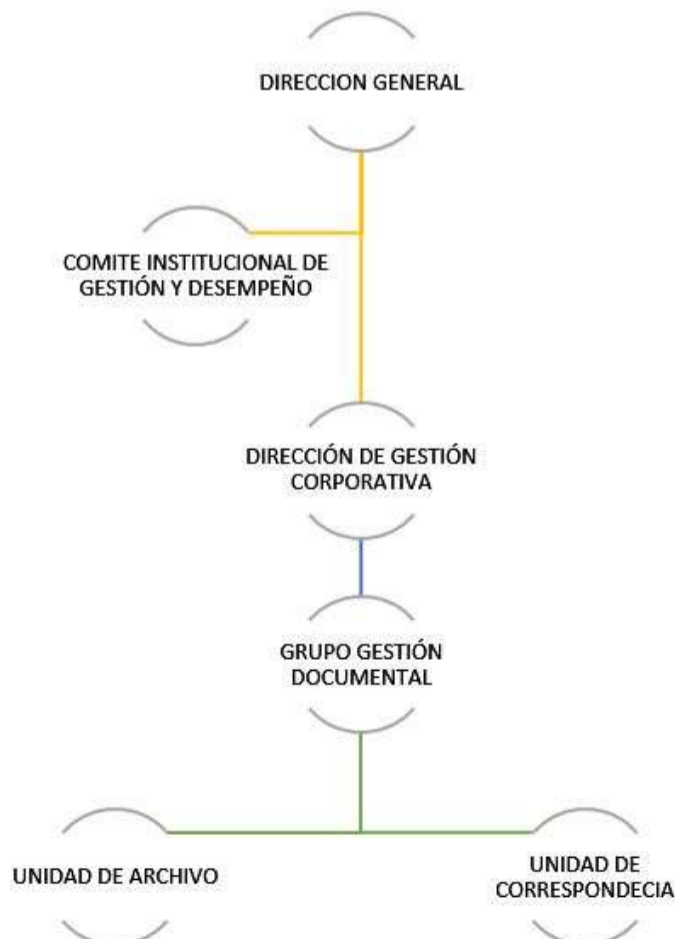 DIRECCION GENERAL
COMITE INSTITUCIONAL DE
GESTIÓN Y DESEMPEÑO
DIRECCIÓN DE GESTIÓN
CORPORATIVA
GRUPO GESTIÓN
DOCUMENTAL
UNIDAD DE ARCHIVO
UNIDAD DE
CORRESPONDECIA